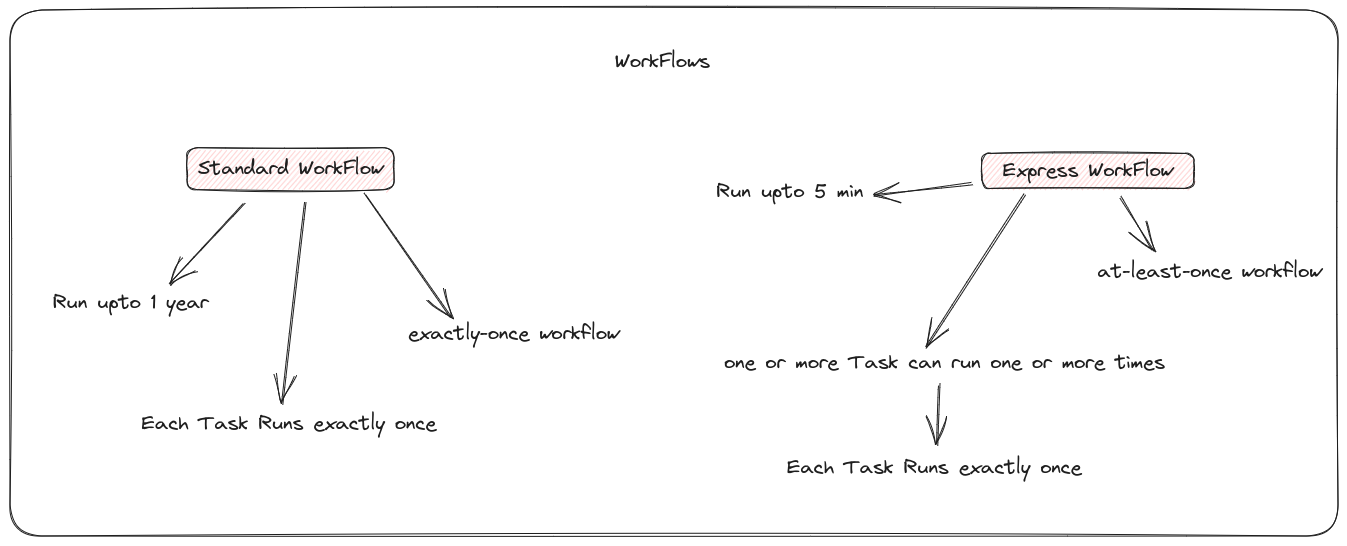 WorkFlows
Standard WorkFlow
Run upto 1 year
exactly-once workflow
Each Task Runs exactly once
Express WorkFlow
Run upto 5 min
at-least-once workflow
one or more Task can run one or more times
Each Task Runs exactly once